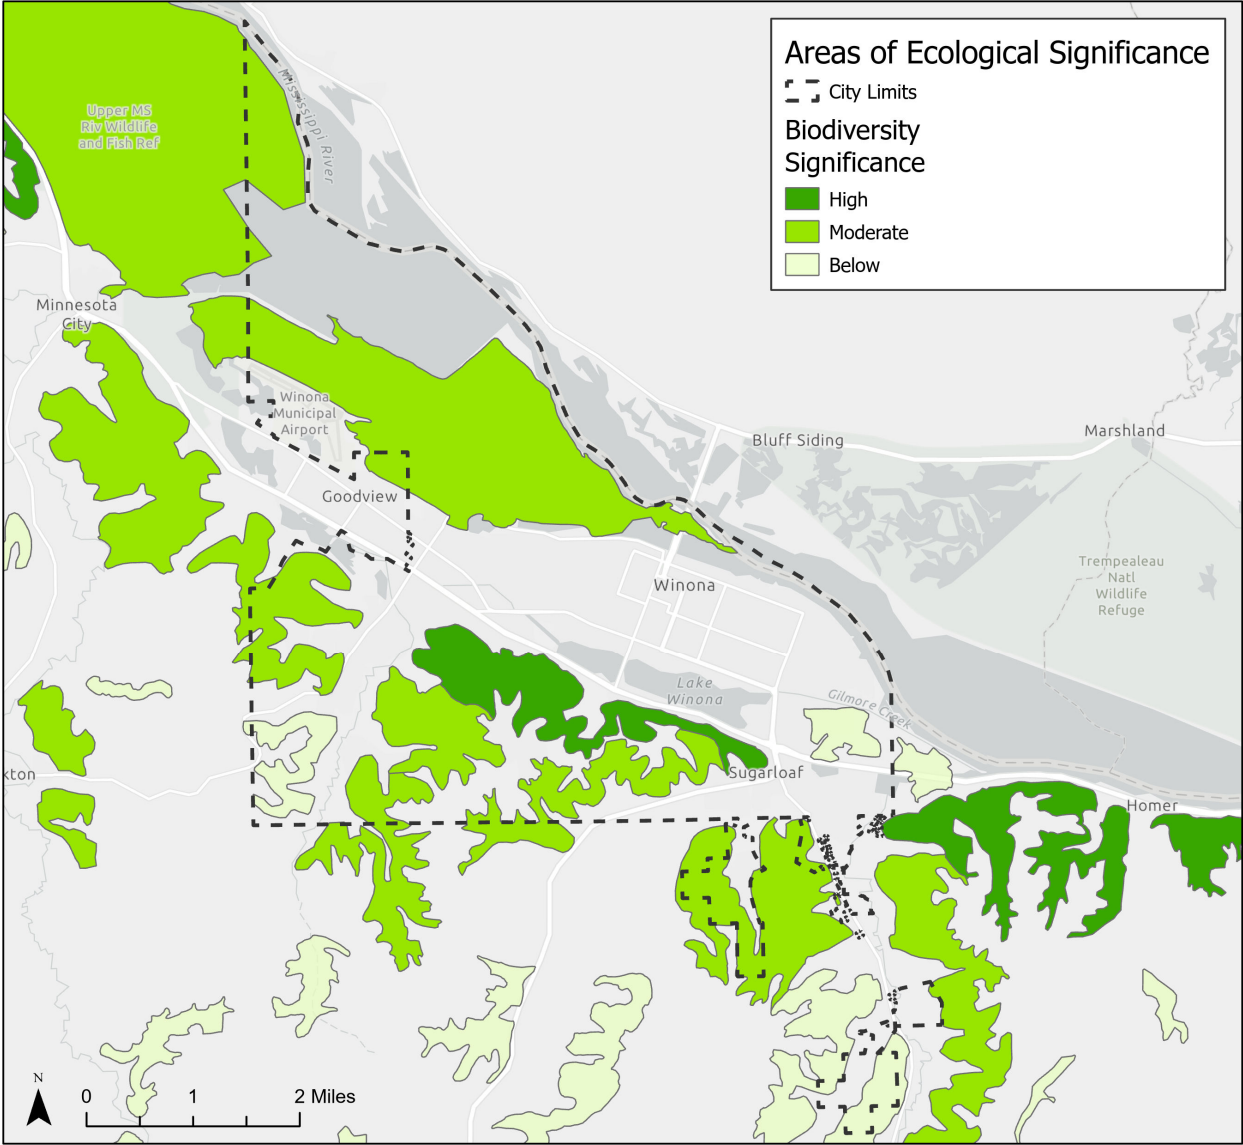 Areas of Ecological Significance
City Limits
Biodiversity
Significance
High
Moderate
Below
Upper MS
Riv Wildlife
and Fish Ref
Mississippi River
Minnesota
City
Winona
Municipal
Airport
Goodview
Bluff Siding
Marshland
Trempealeau
Natl
Wildlife
Refuge
Winona
Lake
Winona
Gilmore Creek
Sugarloaf
Homer
kton
N
0 1 2 Miles